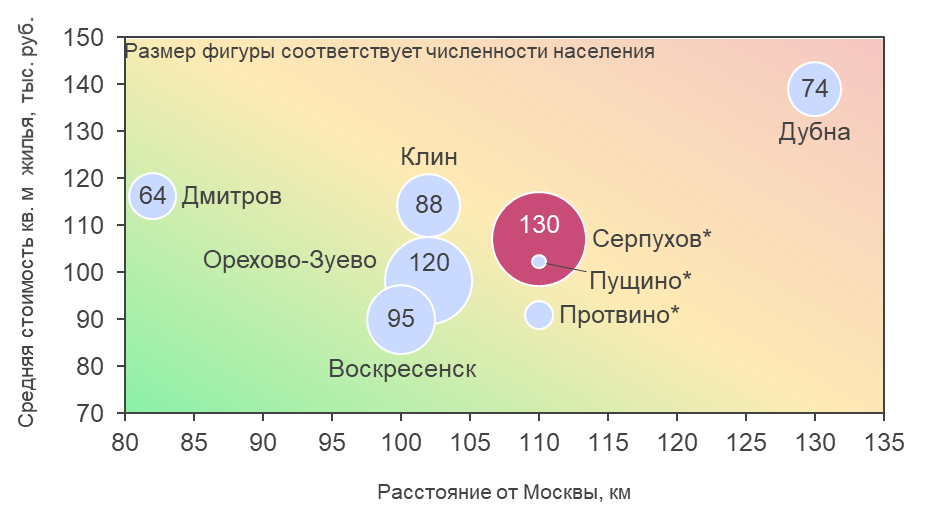 Средняя стоимость кв. м жилья, тыс. руб.
150
140
130
120
110
100
90
80
70
Размер фигуры соответствует численности населения
74
Дубна
Клин
64 Дмитров
88
130
Серпухов*
Орехово-Зуево
120
Пущино*
95
Протвино*
Воскресенск
80 85 90 95 100 105 110 115 120 125 130 135
Расстояние от Москвы, км